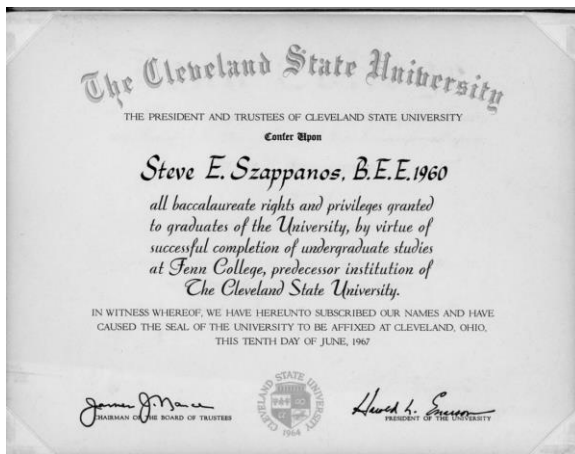 The Cleveland State University
THE PRESIDENT AND TRUSTEES OF CLEVELAND STATE UNIVERSITY
Confer Upon
Steve E. Szappanos, B.E.E. 1960
all baccalaureate rights and privileges granted
to graduates of the University, by virtue of
successful completion of undergraduate studies
at Fenn College, predecessor institution of
The Cleveland State University.
IN WITNESS WHEREOF, WE HAVE HEREUNTO SUBSCRIBED OUR NAMES AND HAVE
CAUSED THE SEAL OF THE UNIVERSITY TO BE AFFIXED AT CLEVELAND, OHIO,
THIS TENTH DAY OF JUNE, 1967
CLEVELAND STATE UNIVERSITY
1964
James J. Nance
CHAIRMAN OF THE BOARD OF TRUSTEES
Harold L. Enarson
PRESIDENT OF THE UNIVERSITY